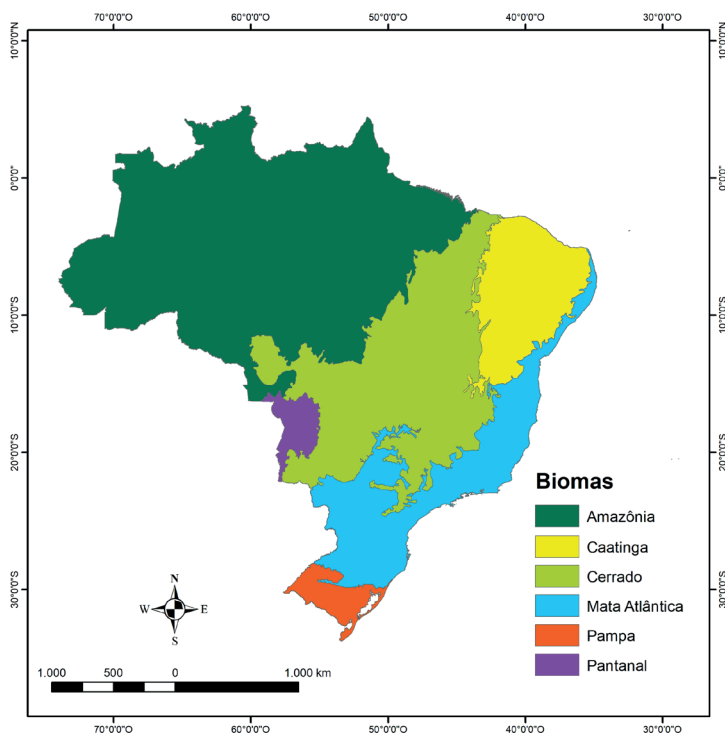 70°0'0"O 60°0'0"O 50°0'0"O 40°0'0"O 30°0'0"O
10°0'0"N 10°0'0"N
0°0'0" 0°0'0"
10°0'0"S 10°0'0"S
20°0'0"S 20°0'0"S
30°0'0"S 30°0'0"S
Biomas
Amazônia
Caatinga
Cerrado
Mata Atlântica
Pampa
Pantanal
N
W E
S
1.000 500 0 1.000 km
70°0'0"O 60°0'0"O 50°0'0"O 40°0'0"O 30°0'0"O